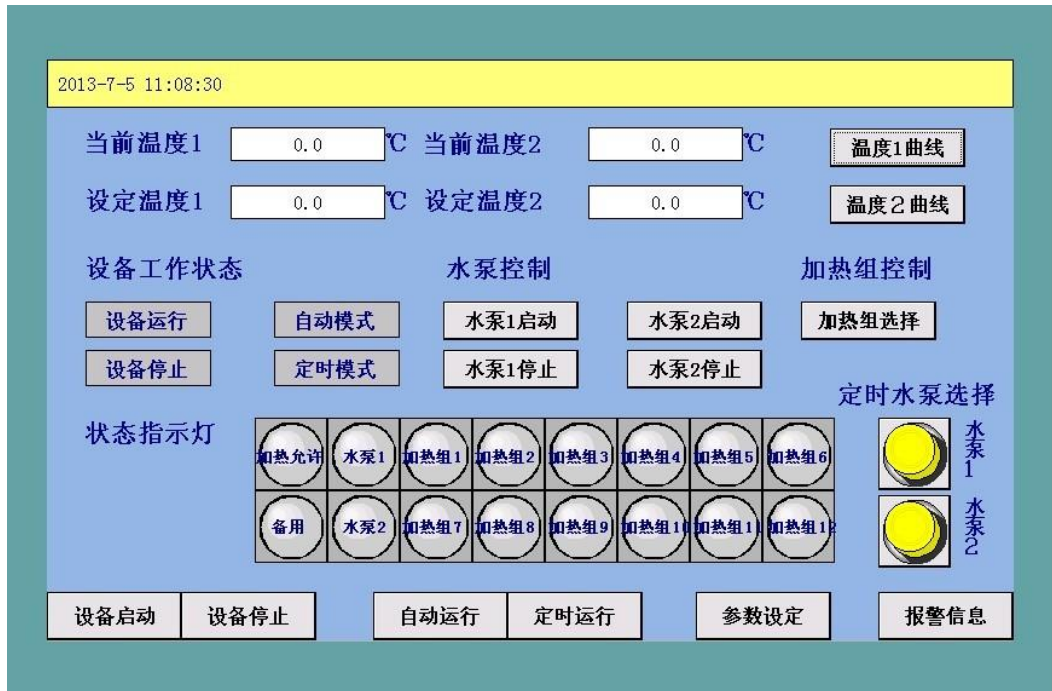 2013-7-5 11:08:30
当前温度1 0.0 ℃ 当前温度2 0.0 ℃ 温度1曲线
设定温度1 0.0 ℃ 设定温度2 0.0 ℃ 温度2曲线
设备工作状态 水泵控制 加热组控制
设备运行 自动模式 水泵1启动 水泵2启动 加热组选择
设备停止 定时模式 水泵1停止 水泵2停止
定时水泵选择
状态指示灯 加热允许 水泵1 加热组1 加热组2 加热组3 加热组4 加热组5 加热组6 水泵1
备用 水泵2 加热组7 加热组8 加热组9 加热组10 加热组11 加热组12 水泵2
设备启动 设备停止 自动运行 定时运行 参数设定 报警信息